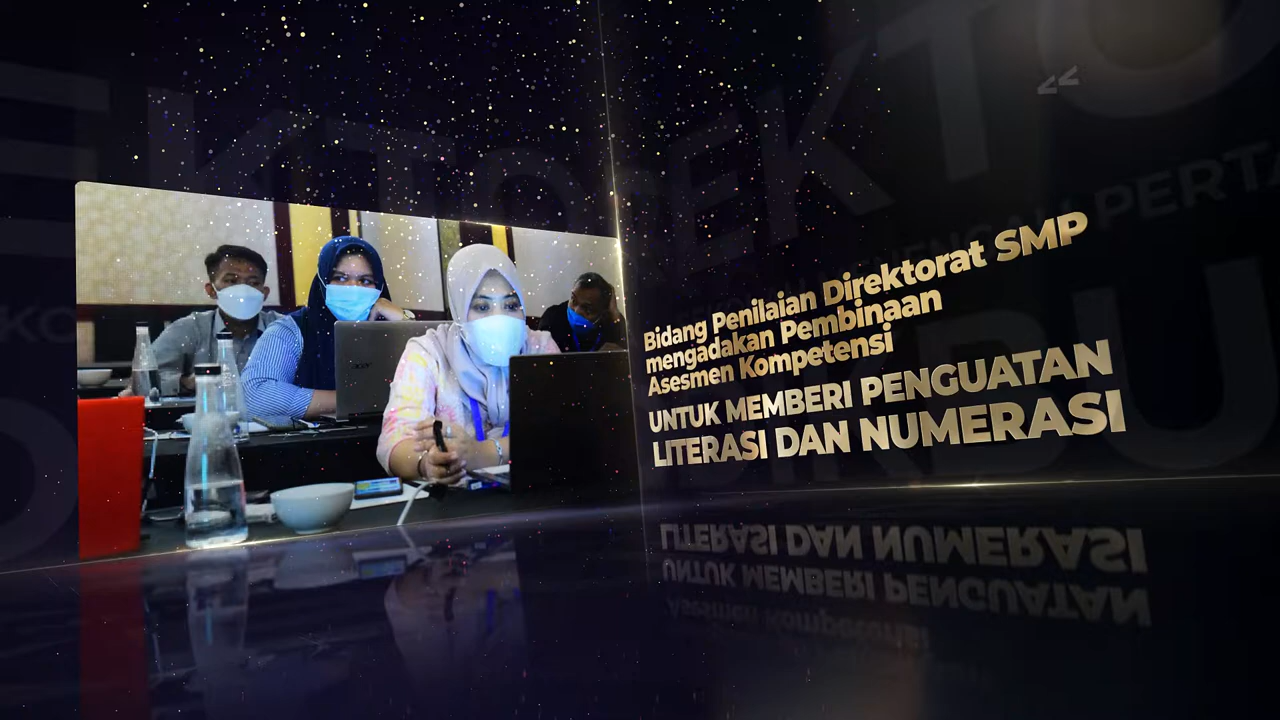 Bidang Penilaian Direktorat SMP
mengadakan Pembinaan
Asesmen Kompetensi
UNTUK MEMBERI PENGUATAN
LITERASI DAN NUMERASI